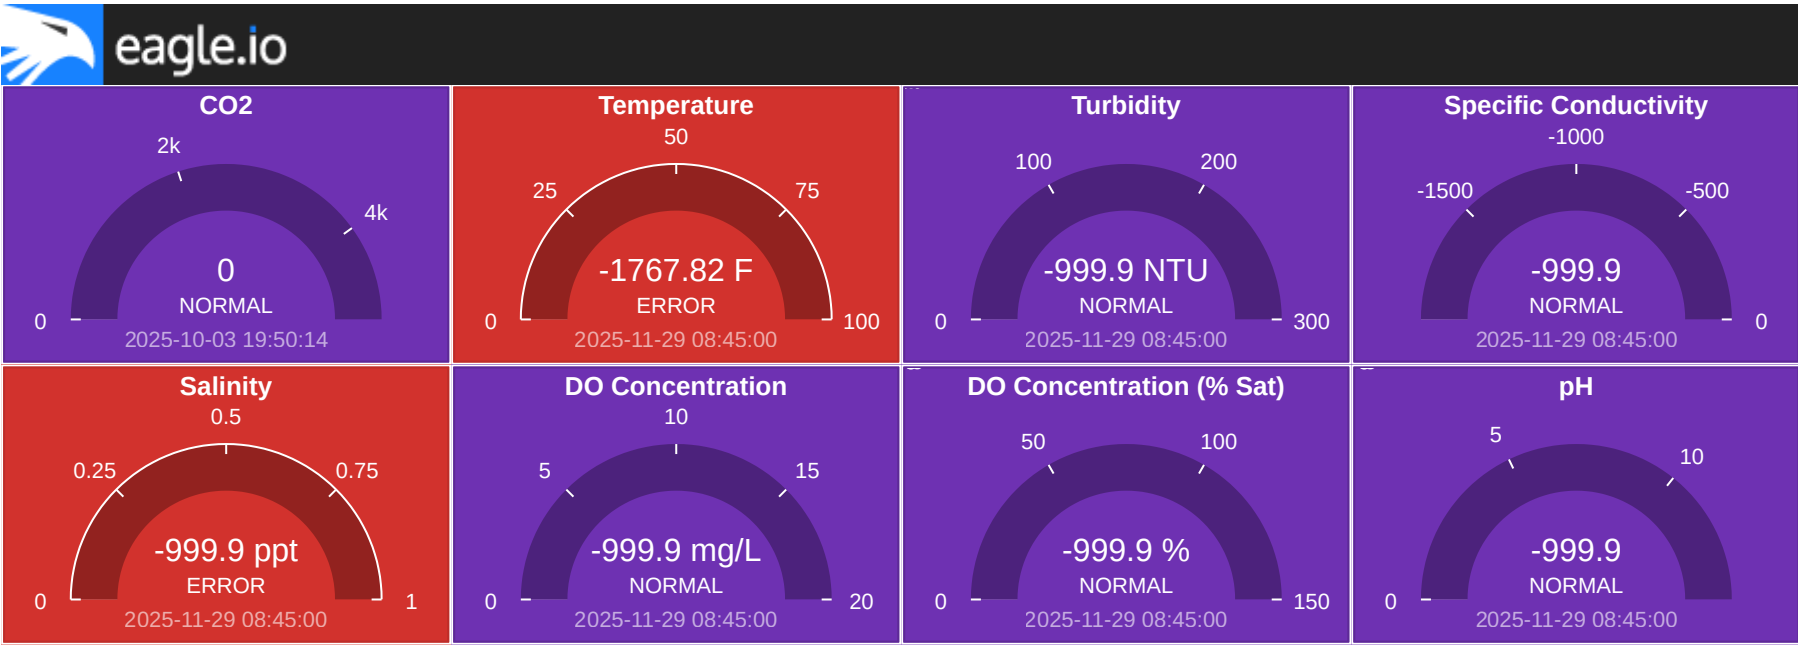 eagle.io
CO2
2k
4k
0
NORMAL
0
2025-10-03 19:50:14
Temperature
50
25
75
-1767.82 F
ERROR
0
100
2025-11-29 08:45:00
Turbidity
100
200
-999.9 NTU
NORMAL
0
300
2025-11-29 08:45:00
Specific Conductivity
-1000
-1500
-500
-999.9
NORMAL
0
2025-11-29 08:45:00
Salinity
0.5
0.25
0.75
-999.9 ppt
ERROR
0
1
2025-11-29 08:45:00
DO Concentration
10
5
15
-999.9 mg/L
NORMAL
0
20
2025-11-29 08:45:00
DO Concentration (% Sat)
50
100
-999.9 %
NORMAL
0
150
2025-11-29 08:45:00
pH
5
10
-999.9
NORMAL
0
2025-11-29 08:45:00